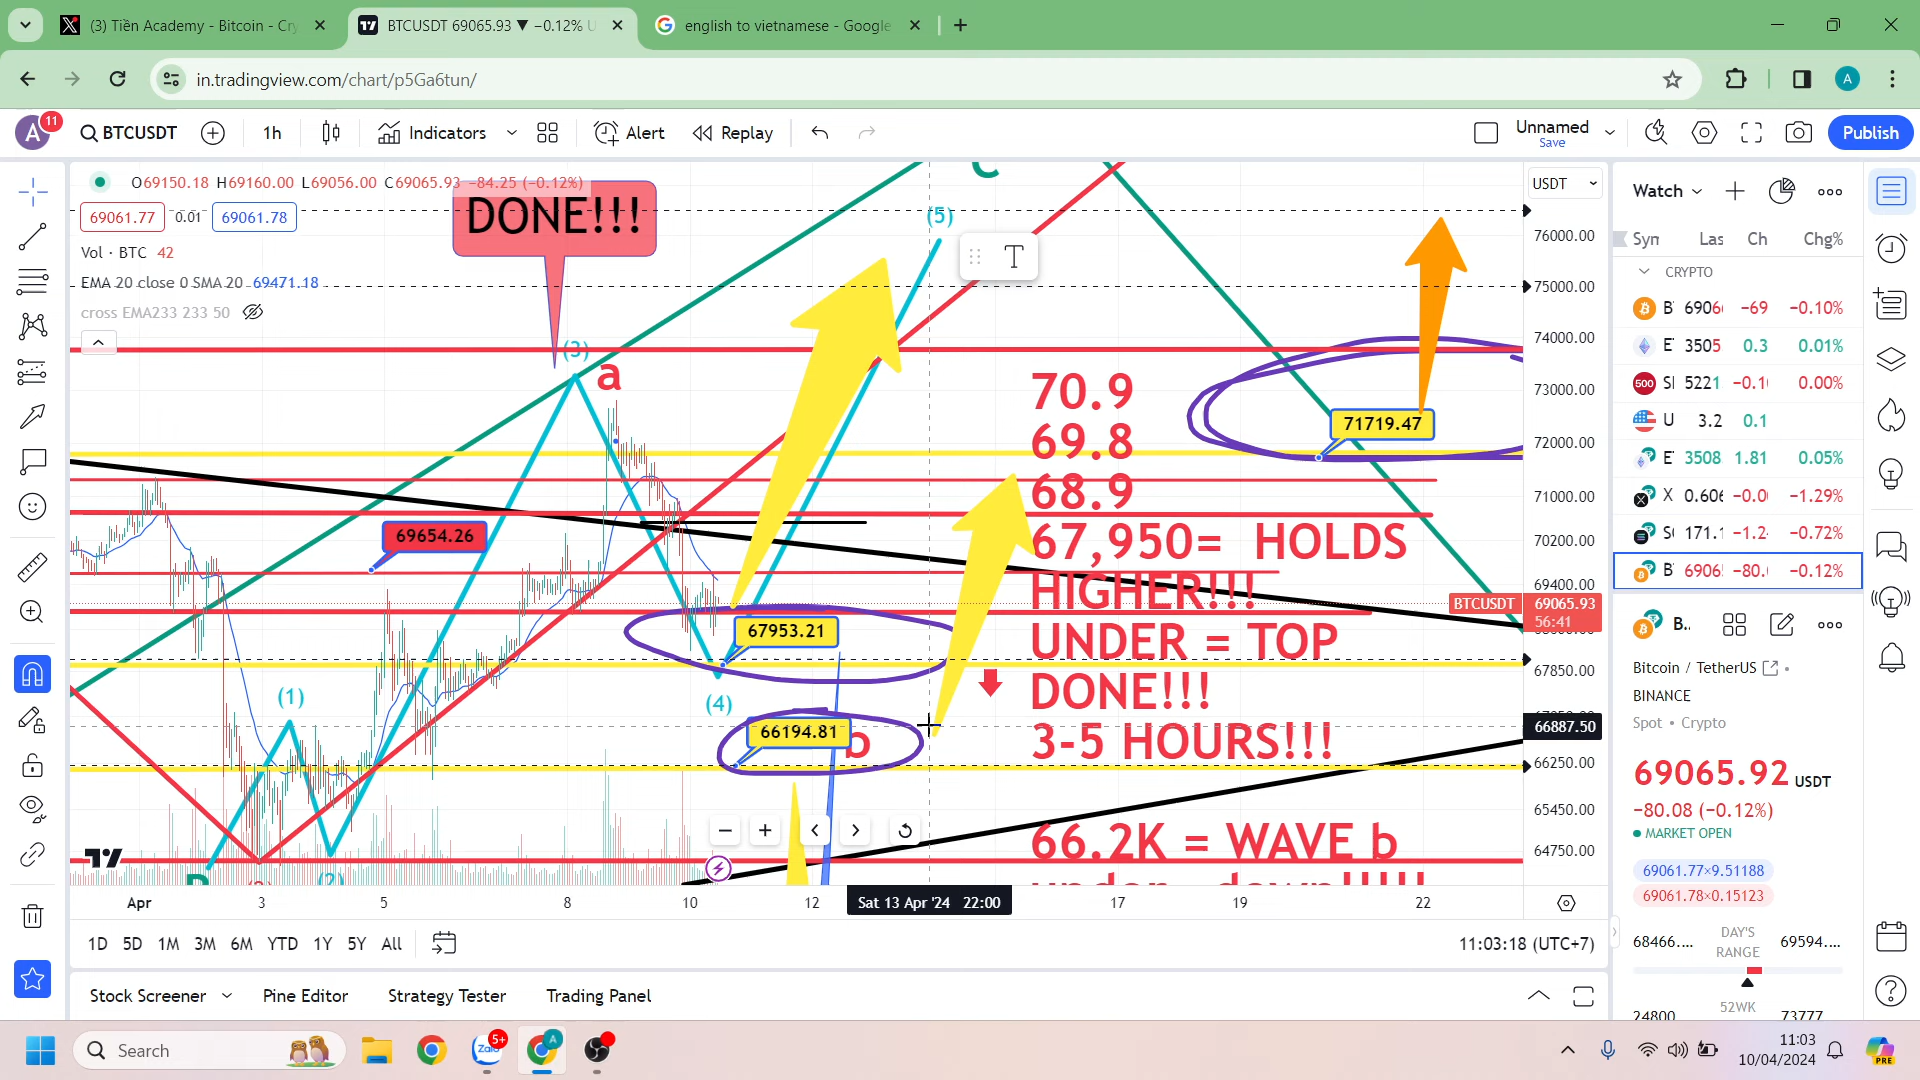 (3) Tiền Academy - Bitcoin - Cry
BTCUSDT 69065.93 ▼ −0.12% U
english to vietnamese - Google
in.tradingview.com/chart/p5Ga6tun/
A
A
11
BTCUSDT
1h
Indicators
Alert
Replay
Unnamed
Save
Publish
O69150.18 H69160.00 L69056.00 C69065.93 −84.25 (−0.12%)
69061.77
0.01
69061.78
Vol · BTC 42
EMA 20 close 0 SMA 20 69471.18
cross EMA233 233 50
DONE!!!
C
(5)
T
(3)
a
70.9
69.8
68.9
67,950= HOLDS
HIGHER!!!
UNDER = TOP
DONE!!!
3-5 HOURS!!!
66.2K = WAVE b
71719.47
69654.26
67953.21
66194.81
b
(1)
(4)
(2)
USDT
76000.00
75000.00
74000.00
73000.00
72000.00
71000.00
70200.00
69400.00
BTCUSDT
69065.93
56:41
67850.00
66887.50
66250.00
65450.00
64750.00
Apr
3
5
8
10
12
Sat 13 Apr '24 22:00
17
19
22
1D 5D 1M 3M 6M YTD 1Y 5Y All
11:03:18 (UTC+7)
Stock Screener
Pine Editor
Strategy Tester
Trading Panel
Watch
Las
Ch
Chg%
CRYPTO
−69 −0.10%
3505 0.3 0.01%
500 5221 0.00%
U 3.2 0.1
3508 1.81 0.05%
X −1.29%
171.1 −0.72%
−0.12%
B..
Bitcoin / TetherUS
BINANCE
Spot • Crypto
69065.92 USDT
−80.08 (−0.12%)
MARKET OPEN
69061.77×9.51188
69061.78×0.15123
68466....
DAY'S
RANGE
69594....
52WK
24800
73777
Search
Zalo
5+
A
11:03
10/04/2024
PRE